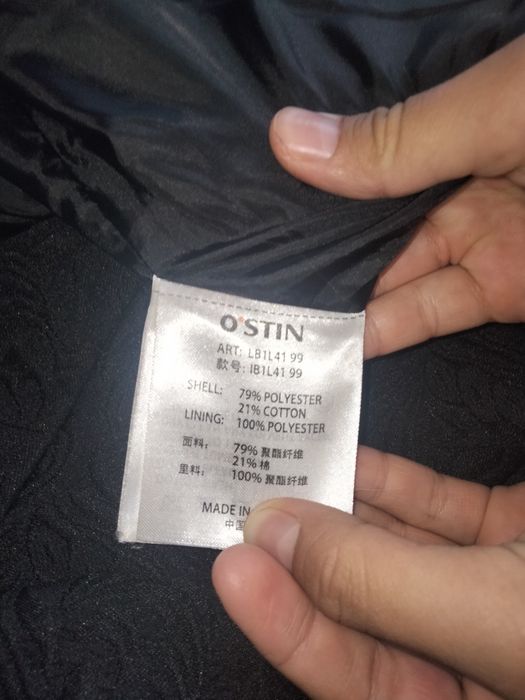 O'STIN
ART: LB1L41 99
款号: IB1L41 99
SHELL: 79% POLYESTER
21% COTTON
LINING: 100% POLYESTER
面料: 79% 聚酯纤维
21% 棉
里料: 100% 聚酯纤维
MADE IN
中国